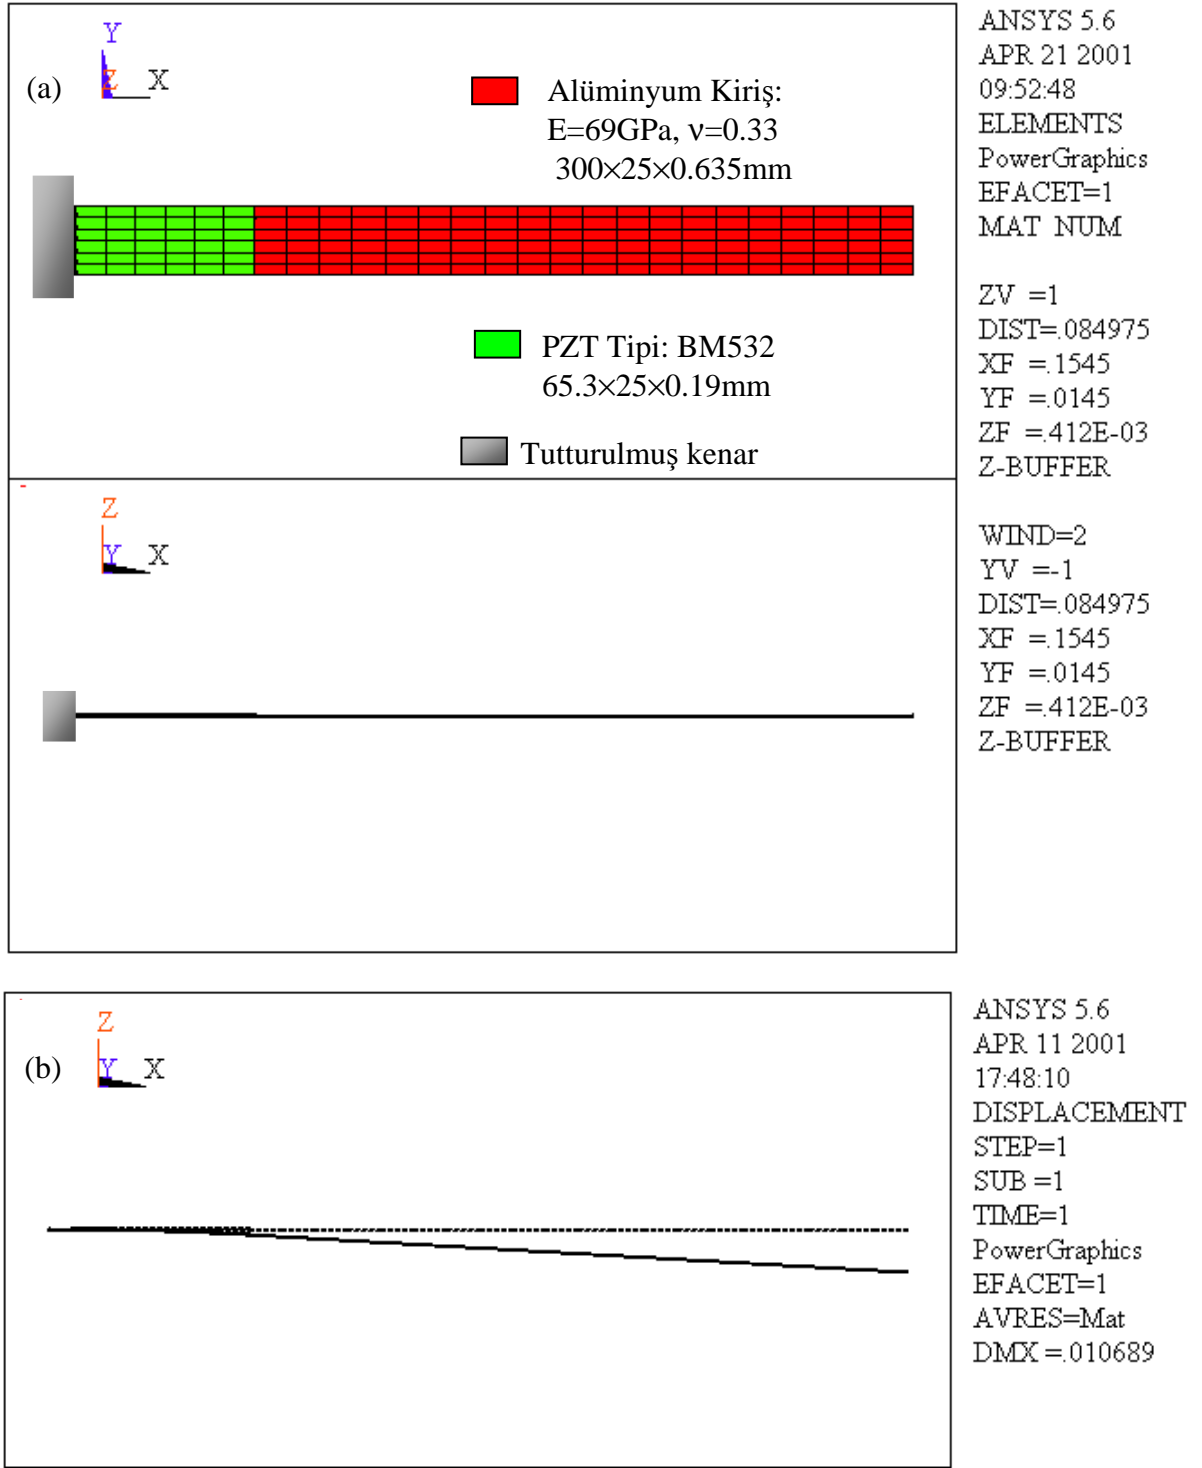 (a)
Y
Z X
Alüminyum Kiriş:
E=69GPa, ν=0.33
300×25×0.635mm
PZT Tipi: BM532
65.3×25×0.19mm
Tutturulmuş kenar
ANSYS 5.6
APR 21 2001
09:52:48
ELEMENTS
PowerGraphics
EFACET=1
MAT NUM
ZV =1
DIST=.084975
XF =.1545
YF =.0145
ZF =.412E-03
Z-BUFFER
Z
Y X
WIND=2
YV =-1
DIST=.084975
XF =.1545
YF =.0145
ZF =.412E-03
Z-BUFFER
(b)
Z
Y X
ANSYS 5.6
APR 11 2001
17:48:10
DISPLACEMENT
STEP=1
SUB =1
TIME=1
PowerGraphics
EFACET=1
AVRES=Mat
DMX =.010689